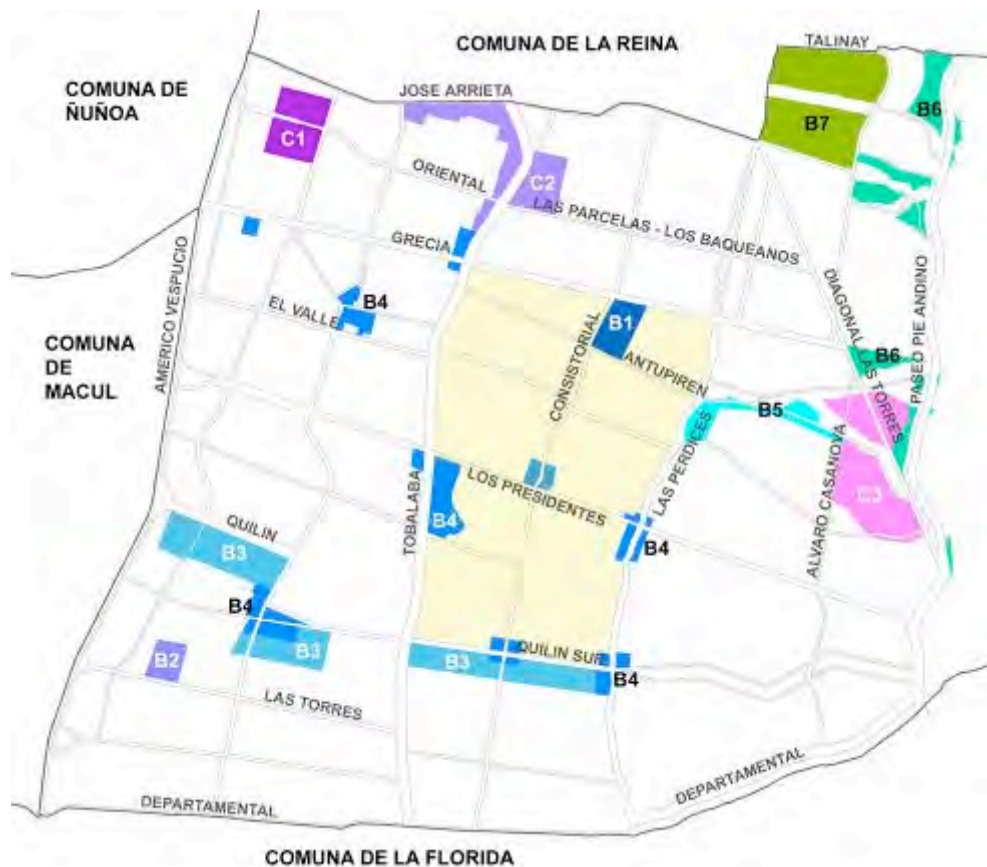 COMUNA DE LA REINA
TALINAY
COMUNA DE
ÑUÑOA
JOSE ARRIETA
B6
B7
C1
ORIENTAL
C2
LAS PARCELAS - LOS BAQUEANOS
GRECIA
AMERICO VESPUCIO
B4
EL VALLE
CONSISTORIAL
B1
ANTUPIREN
DIAGONAL LAS TORRES
PASEO PIE ANDINO
B6
COMUNA
DE
MACUL
B5
LAS PERDICES
ALVARO CASANOVA
C3
TOBALABA
LOS PRESIDENTES
B4
B4
QUILIN
B3
B4
B3
B3
QUILIN SUR
B4
B2
LAS TORRES
DEPARTAMENTAL
DEPARTAMENTAL
COMUNA DE LA FLORIDA